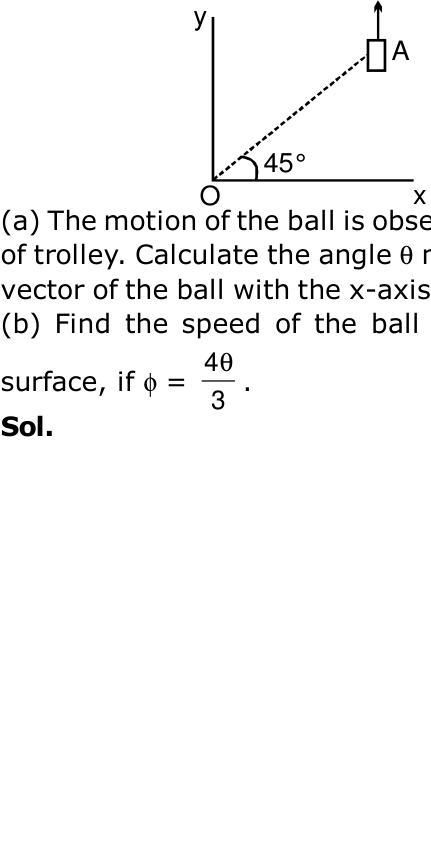 y
A
45°
O
x
(a) The motion of the ball is
of trolley. Calculate the angle θ
vector of the ball with the x-axis
(b) Find the speed of the ball
surface, if ϕ = 4θ/3 .
Sol.